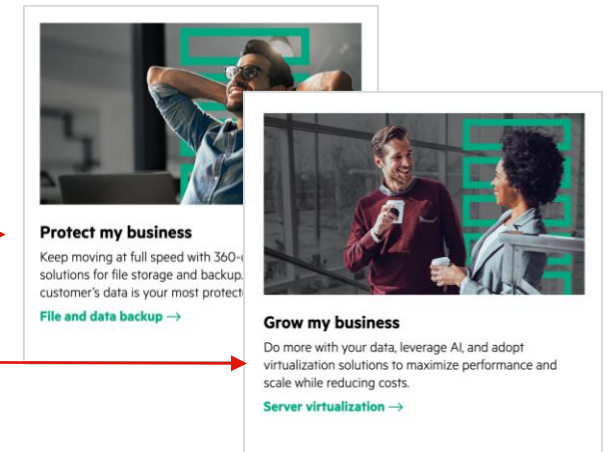 Protect my business
Keep moving at full speed with 360-
solutions for file storage and backup.
customer's data is your most
File and data backup →
Grow my business
Do more with your data, leverage AI, and adopt
virtualization solutions to maximize performance and
scale while reducing costs.
Server virtualization →